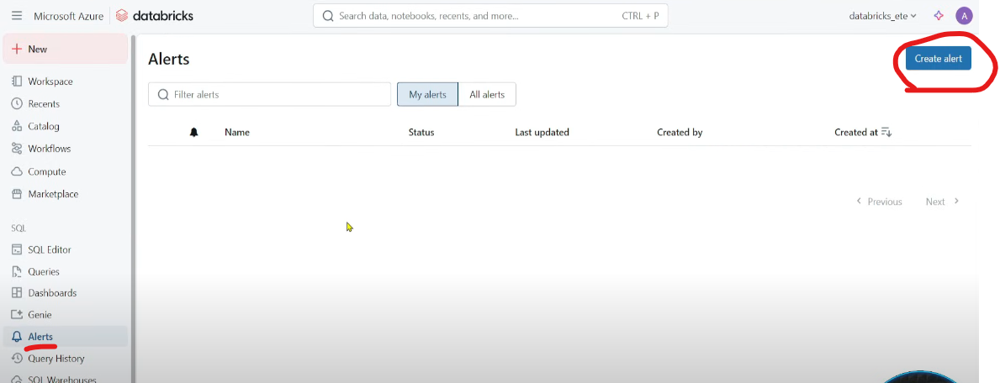 Microsoft Azure databricks Search data, notebooks, recents, and more... CTRL + P databricks_ete A
New
Workspace
Recents
Catalog
Workflows
Compute
Marketplace
SQL
SQL Editor
Queries
Dashboards
Genie
Alerts
Query History
SQL Warehouses
Alerts
Create alert
Filter alerts My alerts All alerts
Name Status Last updated Created by Created at
Previous Next